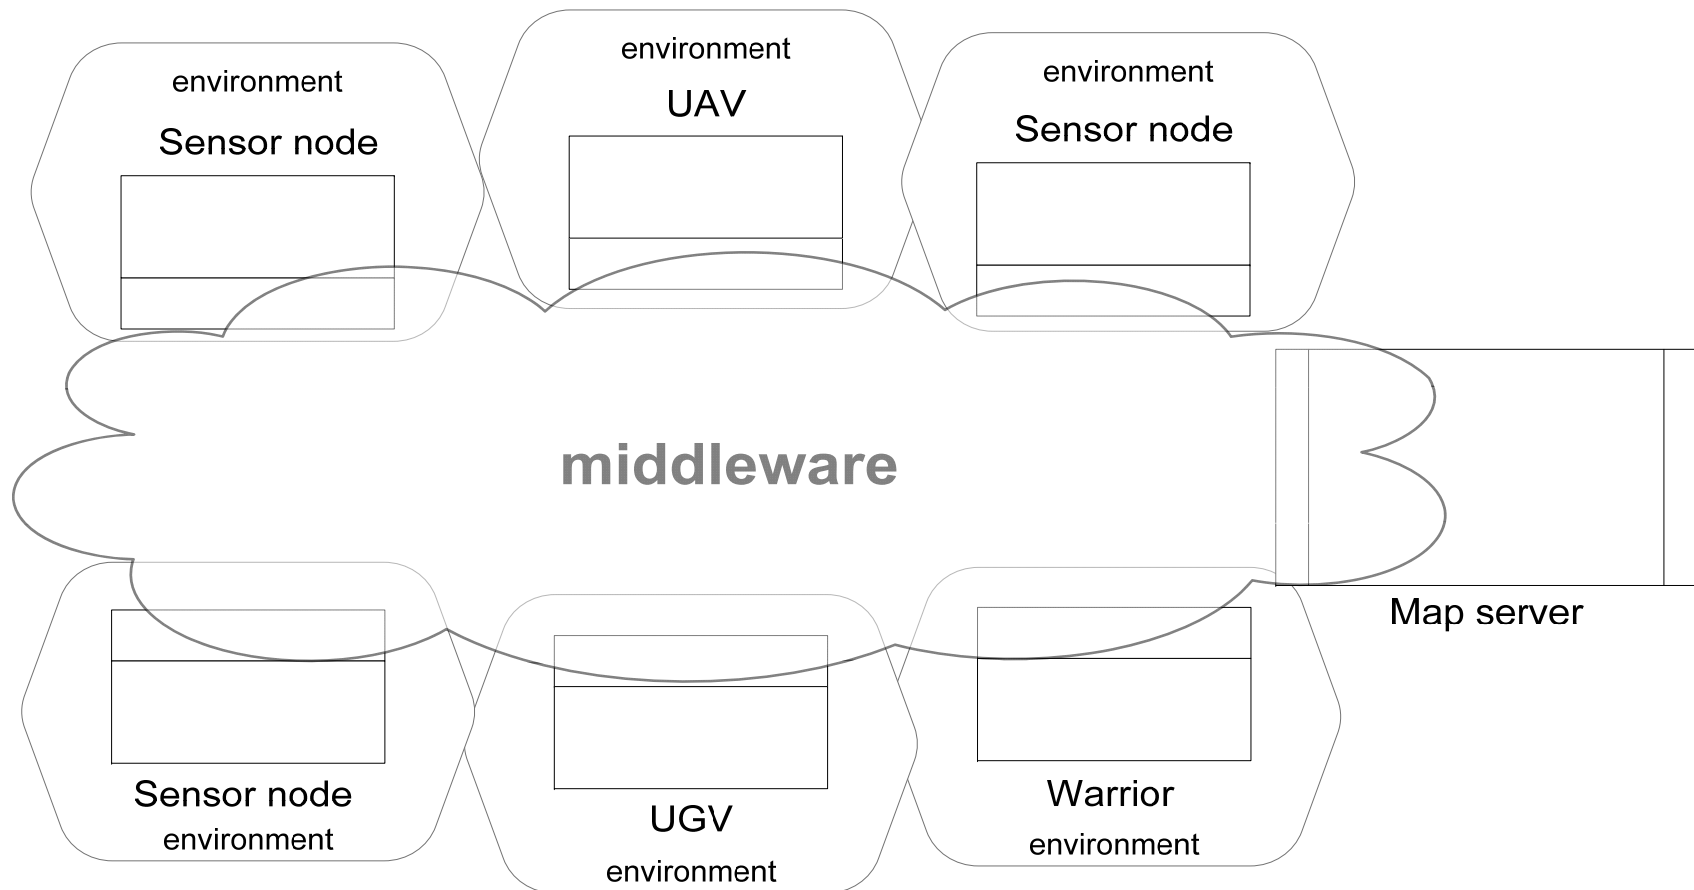 environment
Sensor node
environment
UAV
environment
Sensor node
middleware
Map server
Sensor node
environment
UGV
environment
Warrior
environment